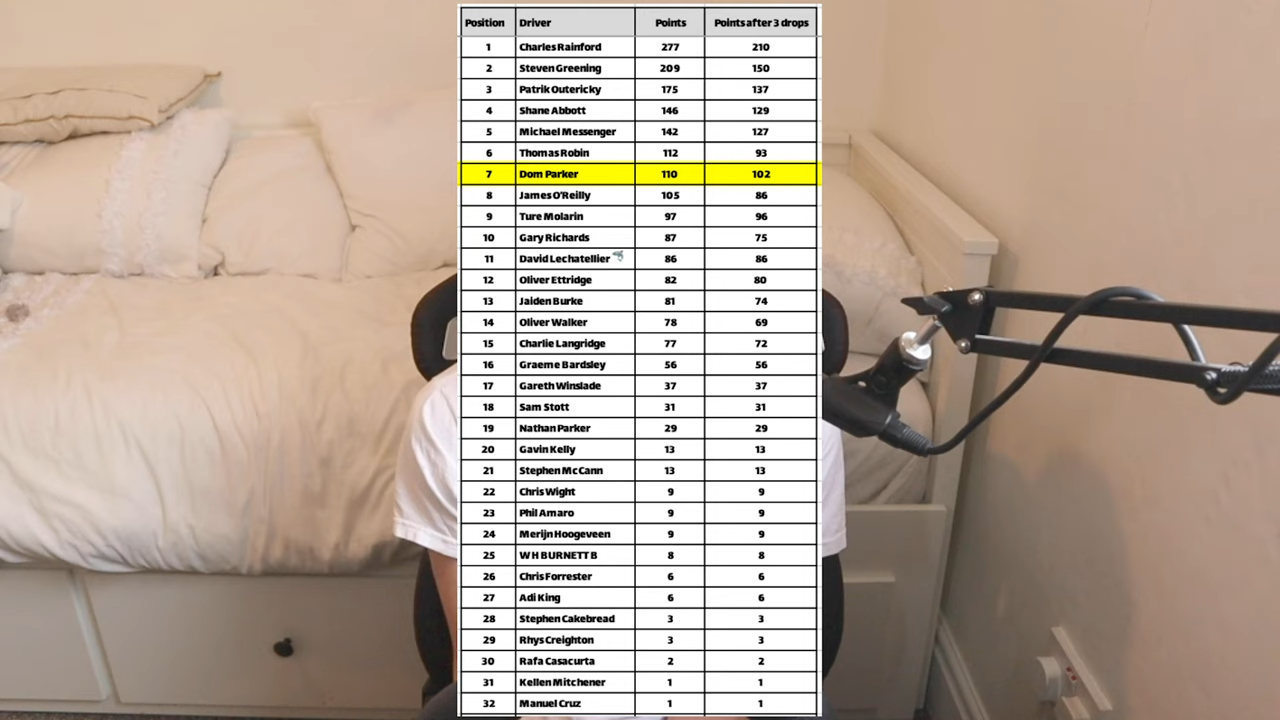 Position Driver Points Points after 3 drops
1 Charles Rainford 277 210
2 Steven Greening 209 150
3 Patrik Outericky 175 137
4 Shane Abbott 146 129
5 Michael Messenger 142 127
6 Thomas Robin 112 93
7 Dom Parker 110 102
8 James O'Reilly 105 86
9 Ture Molarin 97 96
10 Gary Richards 87 75
11 David Lechatellier 86 86
12 Oliver Ettridge 82 80
13 Jaiden Burke 81 74
14 Oliver Walker 78 69
15 Charlie Langridge 77 72
16 Graeme Bardsley 56 56
17 Gareth Winslade 37 37
18 Sam Stott 31 31
19 Nathan Parker 29 29
20 Gavin Kelly 13 13
21 Stephen McCann 13 13
22 Chris Wight 9 9
23 Phil Amaro 9 9
24 Merijn Hoogeveen 9 9
25 W H BURNETT B 8 8
26 Chris Forrester 6 6
27 Adi King 6 6
28 Stephen Cakebread 3 3
29 Rhys Creighton 3 3
30 Rafa Casacurta 2 2
31 Kellen Mitchener 1 1
32 Manuel Cruz 1 1